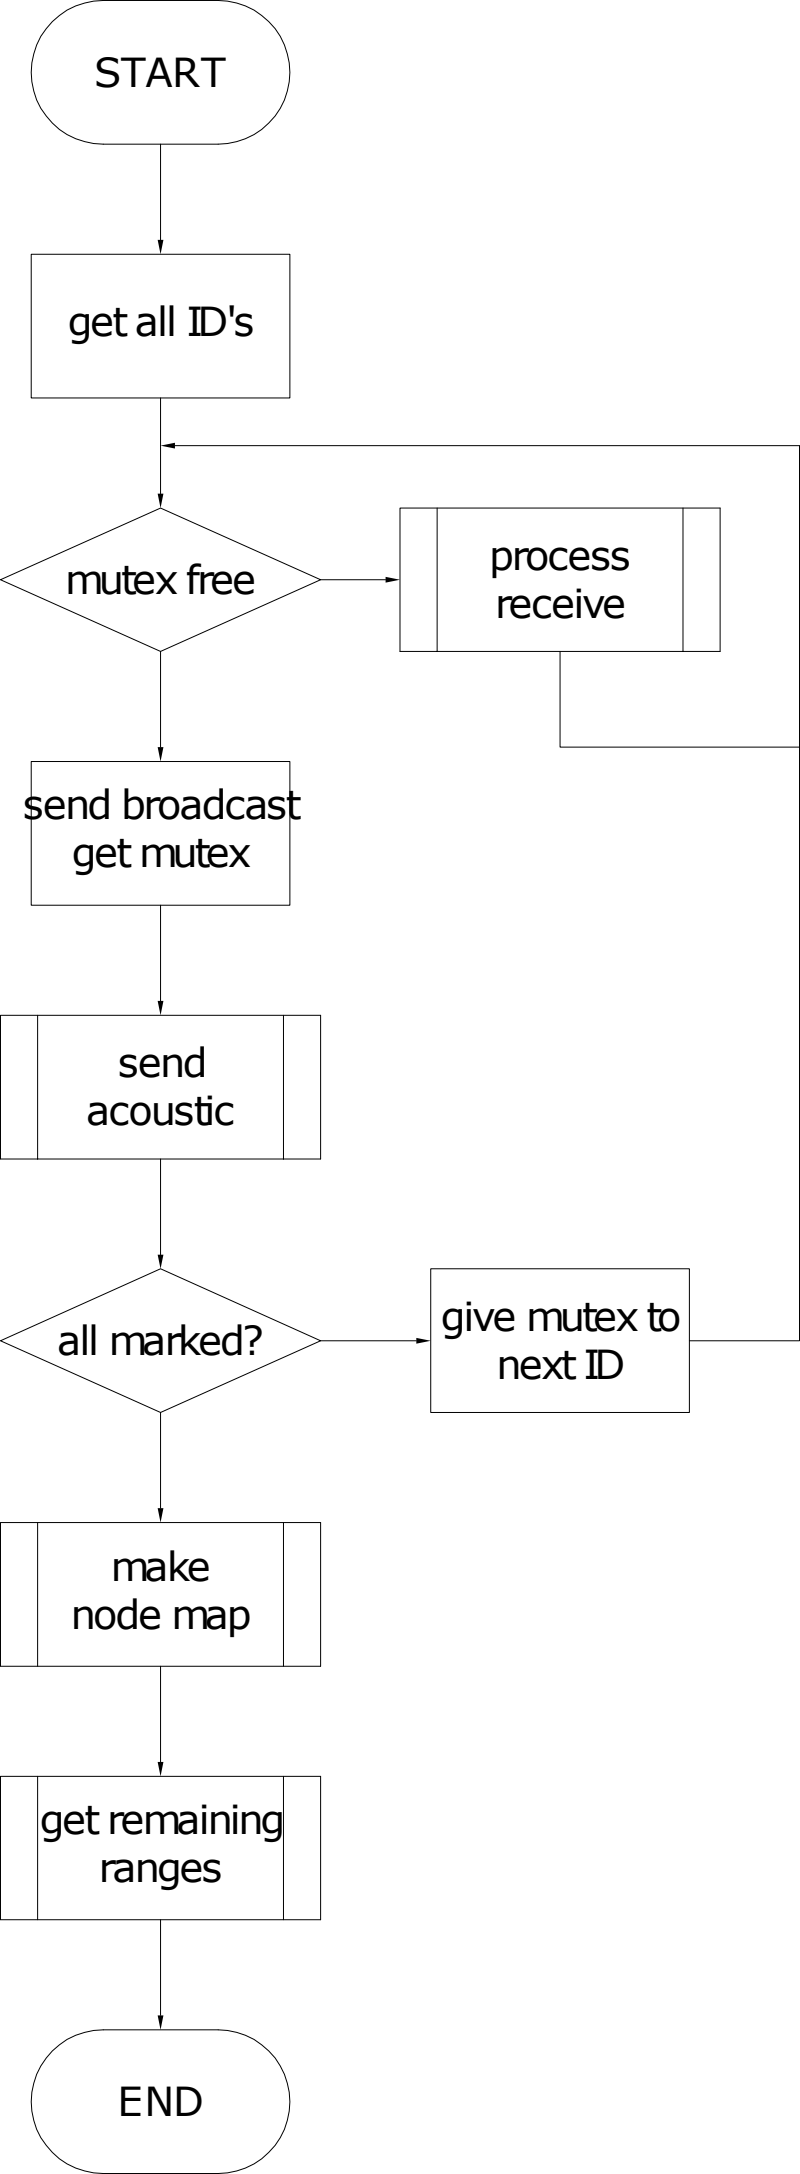 START
get all ID's
mutex free
process
receive
send broadcast
get mutex
send
acoustic
all marked?
give mutex to
next ID
make
node map
get remaining
ranges
END